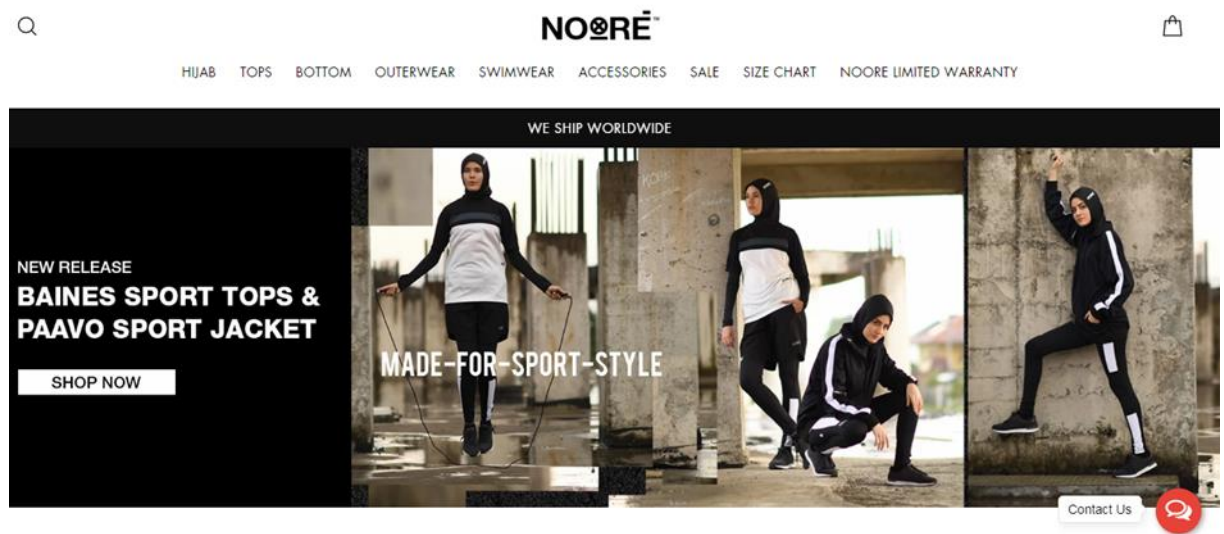 NOORĒ™
HIJAB TOPS BOTTOM OUTERWEAR SWIMWEAR ACCESSORIES SALE SIZE CHART NOORE LIMITED WARRANTY
WE SHIP WORLDWIDE
NEW RELEASE
BAINES SPORT TOPS &
PAAVO SPORT JACKET
SHOP NOW
MADE-FOR-SPORT-STYLE
Contact Us